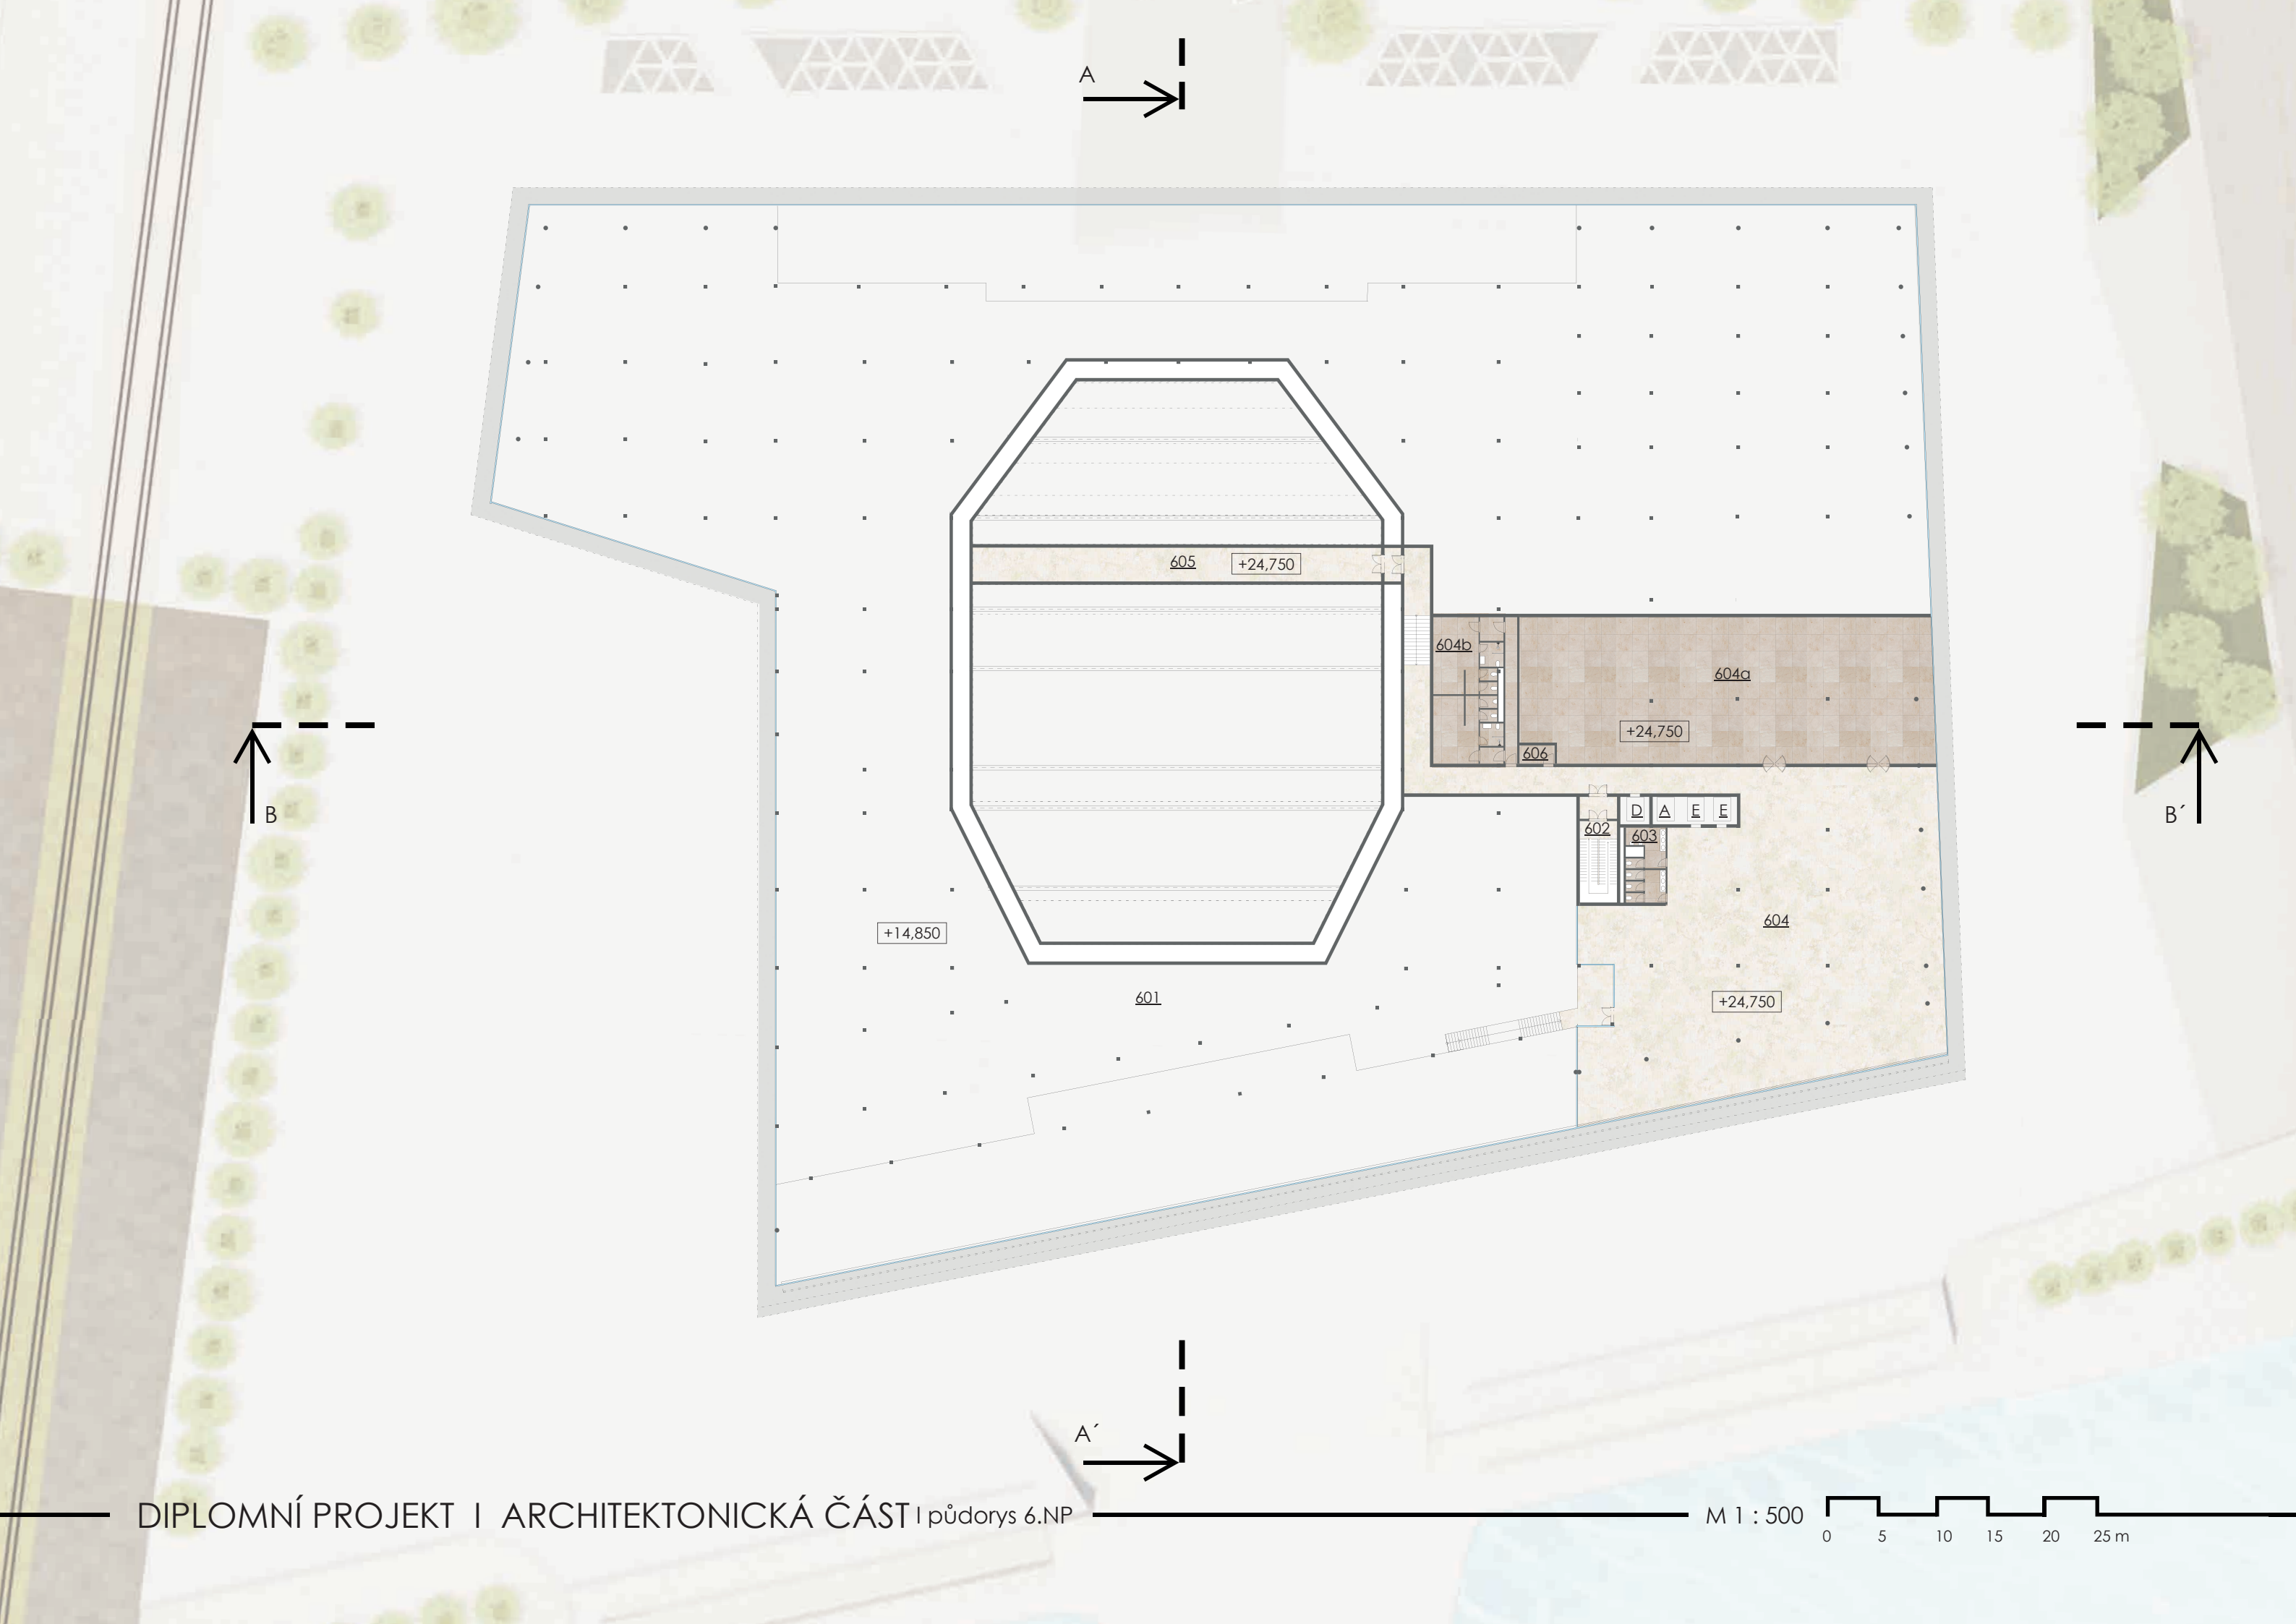 A
605
+24,750
604b
604a
+24,750
606
D A E E
602
603
B
B´
604
+14,850
601
+24,750
A´
DIPLOMNÍ PROJEKT I ARCHITEKTONICKÁ ČÁST I půdorys 6.NP
M 1 : 500
0 5 10 15 20 25 m